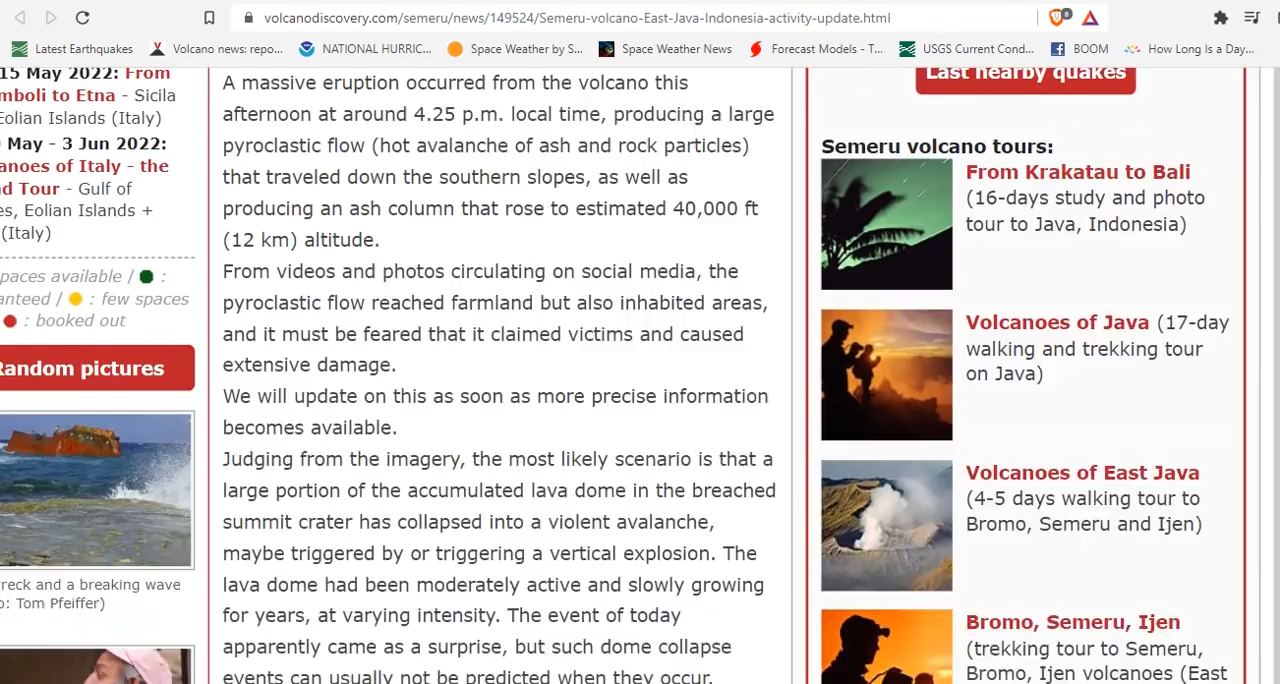 volcanodiscovery.com/semeru/news/149524/Semeru-volcano-East-Java-Indonesia-activity-update.html
8
Latest Earthquakes
Volcano news: repo...
NATIONAL HURRIC...
Space Weather by S...
Space Weather News
Forecast Models - T...
USGS Current Cond...
BOOM
How Long Is a Day...
15 May 2022: From
mboli to Etna - Sicila
Eolian Islands (Italy)
May - 3 Jun 2022:
canoes of Italy - the
d Tour - Gulf of
es, Eolian Islands +
(Italy)
paces available / :
anteed / : few spaces
: booked out
Random pictures
reck and a breaking wave
o: Tom Pfeiffer)
A massive eruption occurred from the volcano this
afternoon at around 4.25 p.m. local time, producing a large
pyroclastic flow (hot avalanche of ash and rock particles)
that traveled down the southern slopes, as well as
producing an ash column that rose to estimated 40,000 ft
(12 km) altitude.
From videos and photos circulating on social media, the
pyroclastic flow reached farmland but also inhabited areas,
and it must be feared that it claimed victims and caused
extensive damage.
We will update on this as soon as more precise information
becomes available.
Judging from the imagery, the most likely scenario is that a
large portion of the accumulated lava dome in the breached
summit crater has collapsed into a violent avalanche,
maybe triggered by or triggering a vertical explosion. The
lava dome had been moderately active and slowly growing
for years, at varying intensity. The event of today
apparently came as a surprise, but such dome collapse
events can usually not be predicted when they occur.
Last nearby quakes
Semeru volcano tours:
From Krakatau to Bali
(16-days study and photo
tour to Java, Indonesia)
Volcanoes of Java (17-day
walking and trekking tour
on Java)
Volcanoes of East Java
(4-5 days walking tour to
Bromo, Semeru and Ijen)
Bromo, Semeru, Ijen
(trekking tour to Semeru,
Bromo, Ijen volcanoes (East